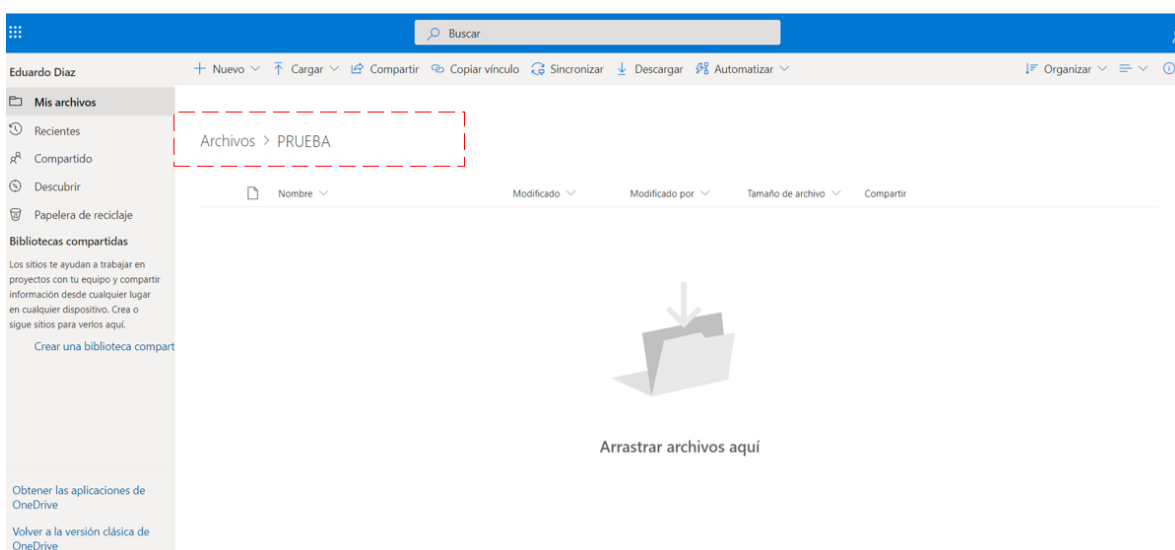 Buscar
Eduardo Diaz
Nuevo Cargar Compartir Copiar vínculo Sincronizar Descargar Automatizar Organizar
Mis archivos
Recientes
Compartido
Descubrir
Papelera de reciclaje
Bibliotecas compartidas
Los sitios te ayudan a trabajar en
proyectos con tu equipo y compartir
información desde cualquier lugar
en cualquier dispositivo. Crea o
sigue sitios para verlos aquí.
Crear una biblioteca compart
Obtener las aplicaciones de
OneDrive
Volver a la versión clásica de
OneDrive
Archivos > PRUEBA
Nombre Modificado Modificado por Tamaño de archivo Compartir
Arrastrar archivos aquí